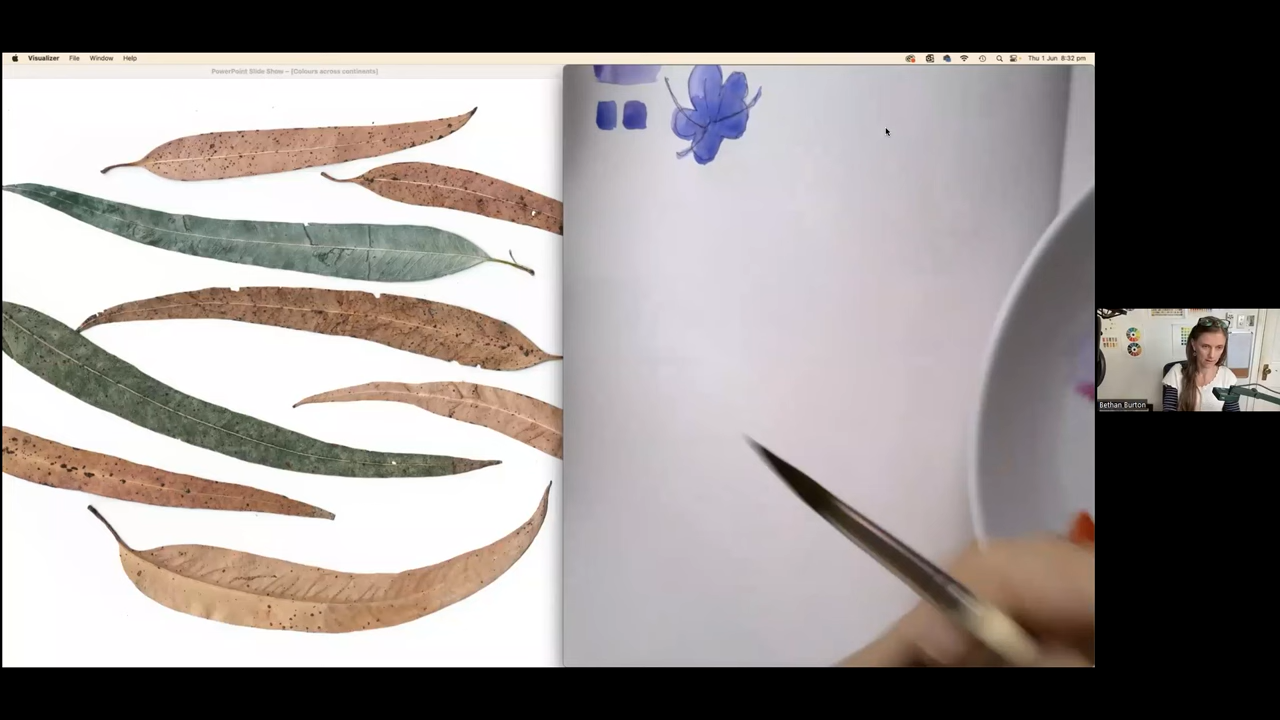 Visualizer File Window Help
Thu 1 Jun 8:32 pm
PowerPoint Slide Show - [Colours across continents]
Bethan Burton